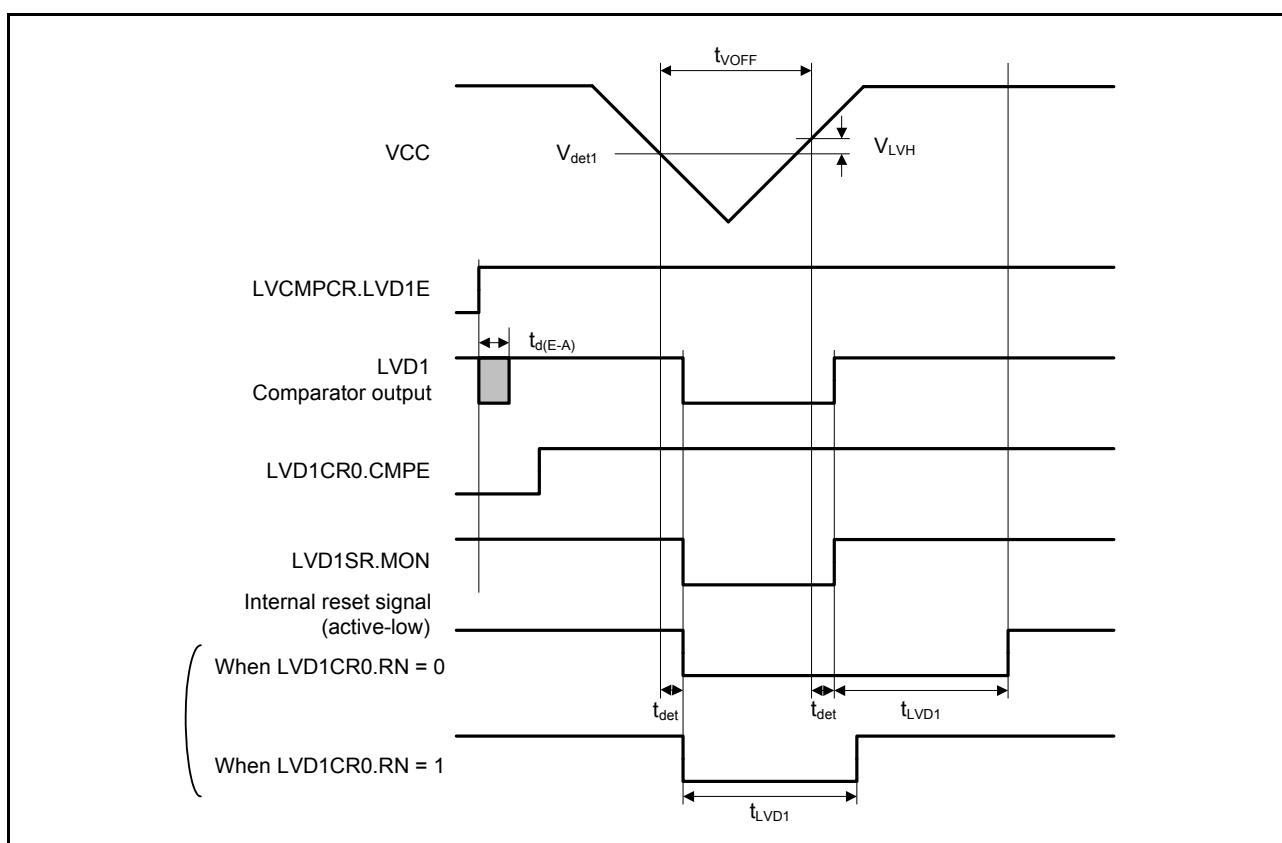 tVOFF
VCC
Vdet1
VLVH
LVCMPCR.LVD1E
td(E-A)
LVD1
Comparator output
LVD1CR0.CMPE
LVD1SR.MON
Internal reset signal
(active-low)
When LVD1CR0.RN = 0
tdet
tdet
tLVD1
When LVD1CR0.RN = 1
tLVD1